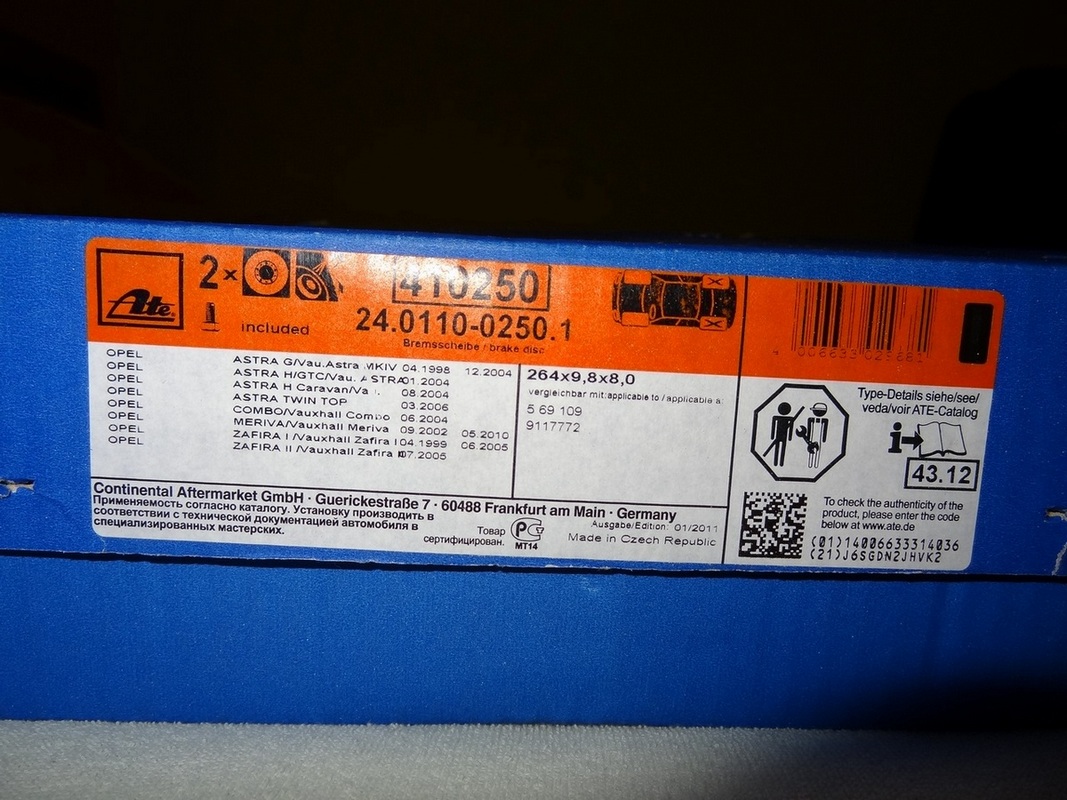 Ate
2x
410250
24.0110-0250.1
Bremsscheibe / brake disc
included
OPEL ASTRA G/Vau.Astra MKIV 04.1998 12.2004
OPEL ASTRA H/GTC/Vau. ASTRA 01.2004
OPEL ASTRA H Caravan/Va 08.2004
OPEL ASTRA TWIN TOP 03.2006
OPEL COMBO/Vauxhall Combo 06.2004
OPEL MERIVA/Vauxhall Meriva 09.2002 05.2010
OPEL ZAFIRA I /Vauxhall Zafira I 04.1999 06.2005
OPEL ZAFIRA II /Vauxhall Zafira 07.2005
264x9,8x8,0
vergleichbar mit:applicable to / applicable a:
5 69 109
9117772
Type-Details siehe/see/
veda/voir ATE-Catalog
i
43.12
Continental Aftermarket GmbH · Guerickestraße 7 · 60488 Frankfurt am Main · Germany
Применяемость согласно каталогу. Установку производить в
соответствии с технической документацией автомобиля в
специализированных мастерских.
Товар
сертифицирован.
РС
МТ14
Ausgabe/Edition: 01/2011
Made in Czech Republic
To check the authenticity of the
product, please enter the code
below at www.ate.de
(01)14006633314036
(21)J6SGDN2JHVK2